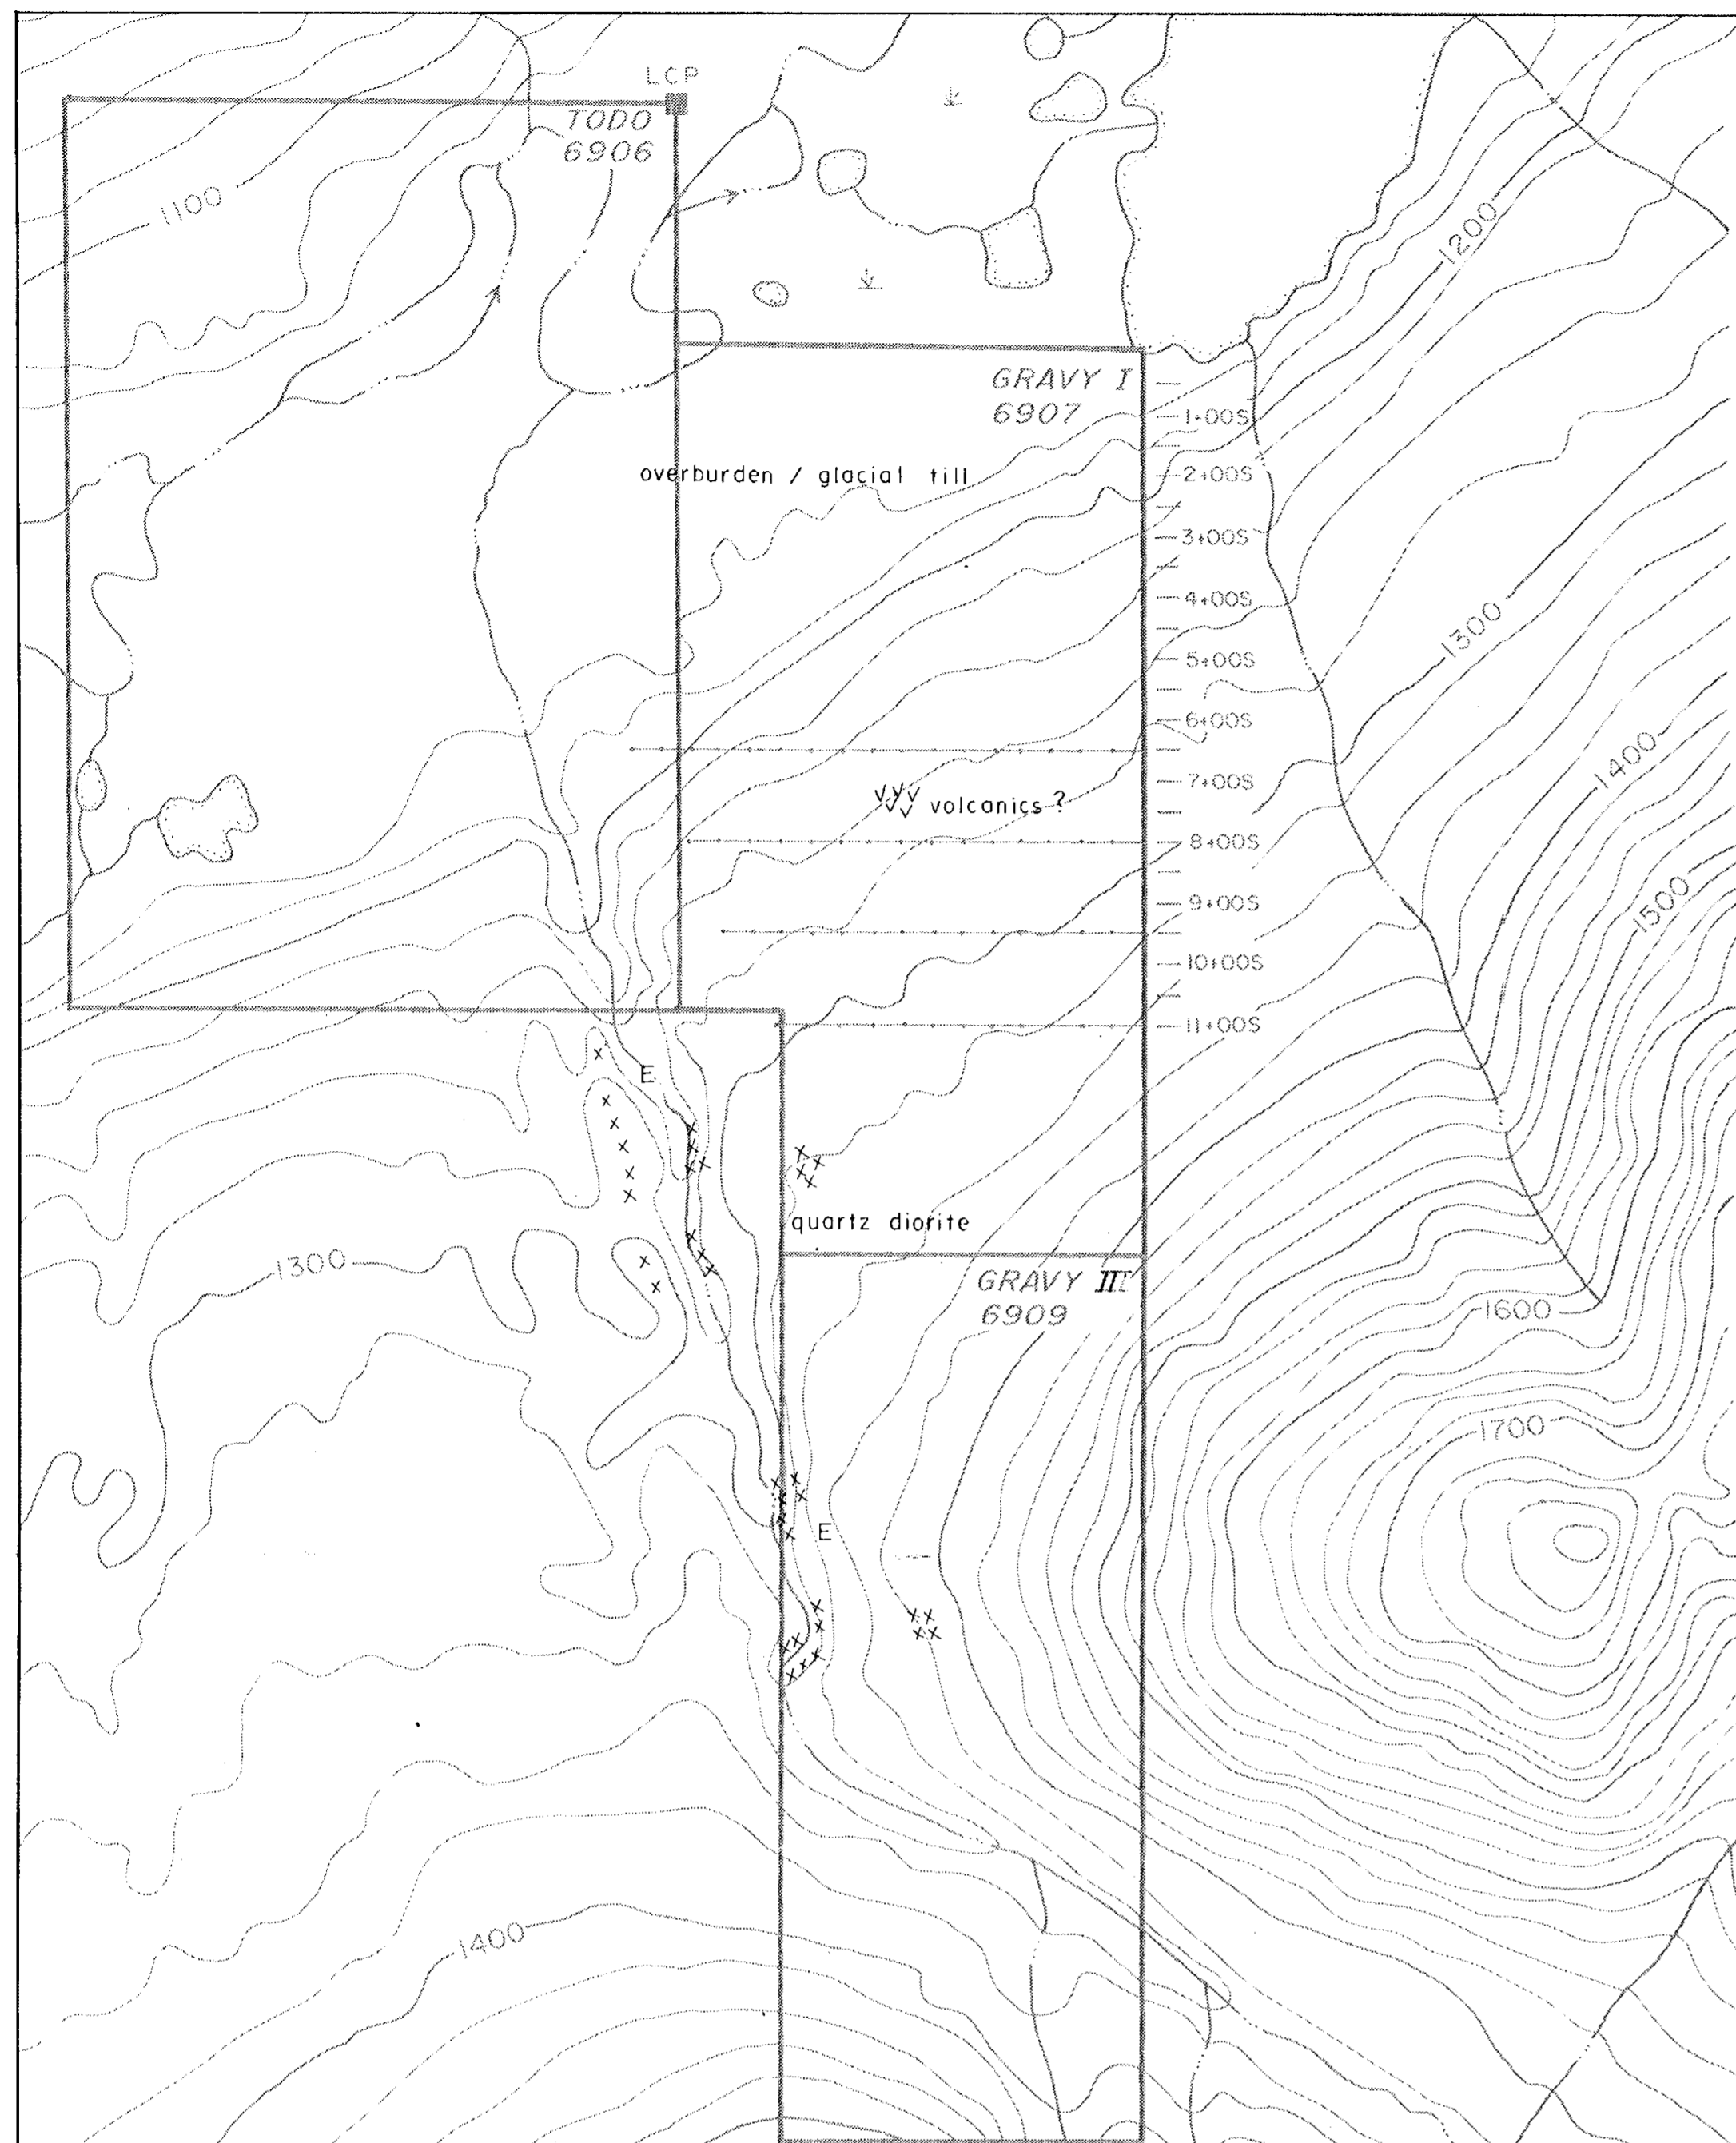 LCP
TODO
6906
1100
1200
GRAVY I
6907
1+00S
overburden / glacial till
2+00S
3+00S
4+00S
1300
5+00S
6+00S
1400
7+00S
volcanics ?
8+00S
1500
9+00S
10+00S
11+00S
E
quartz diorite
1300
GRAVY III
6909
1600
1700
E
1400